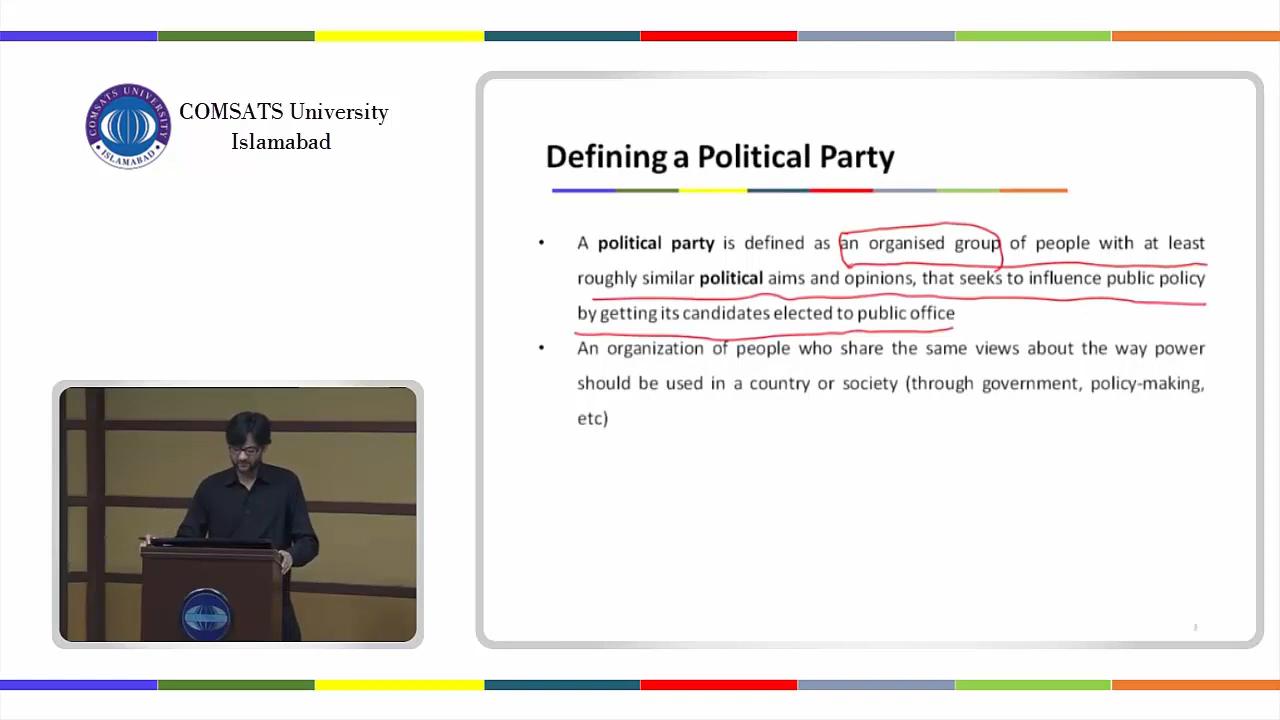 COMSATS UNIVERSITY
ISLAMABAD
COMSATS University
Islamabad
Defining a Political Party
• A political party is defined as an organised group of people with at least
roughly similar political aims and opinions, that seeks to influence public policy
by getting its candidates elected to public office
• An organization of people who share the same views about the way power
should be used in a country or society (through government, policy-making,
etc)